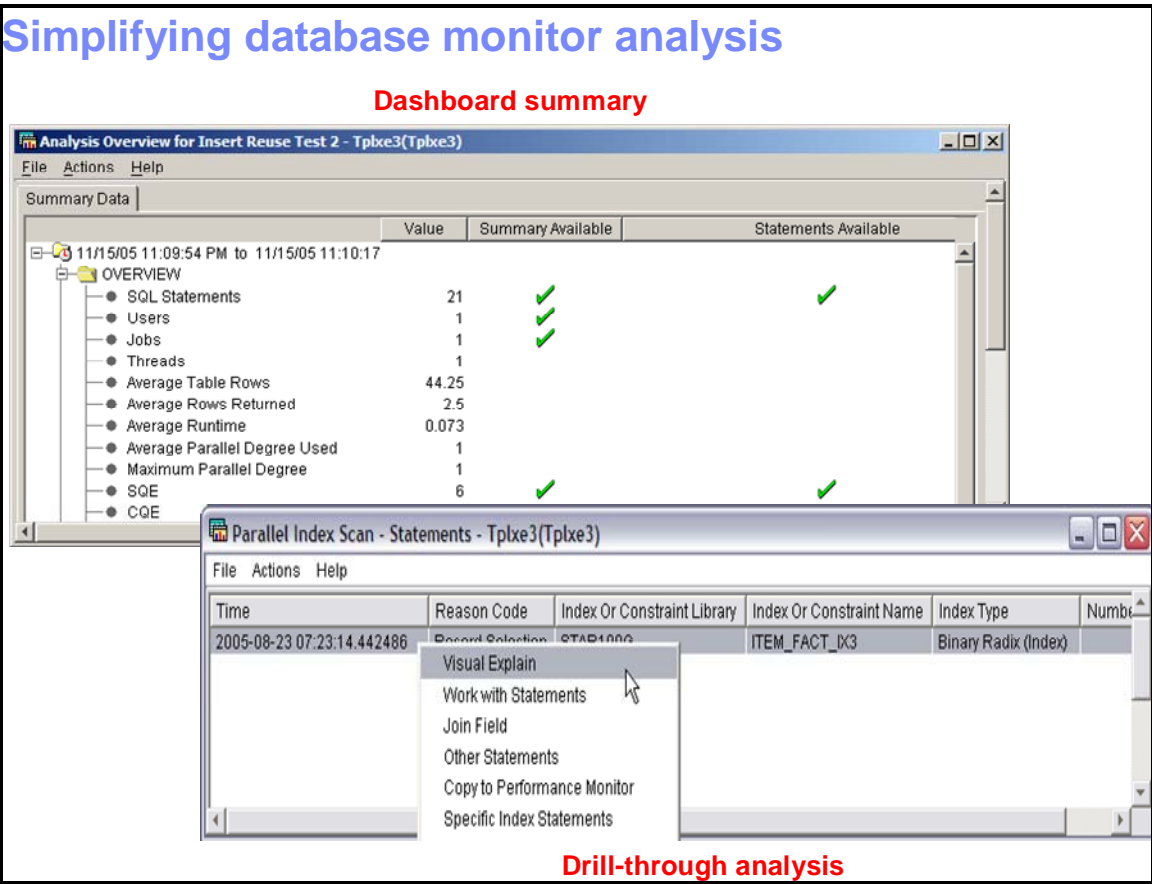 Simplifying database monitor analysis
Dashboard summary
Analysis Overview for Insert Reuse Test 2 - Tplxe3(Tplxe3)
File Actions Help
Summary Data
Value Summary Available Statements Available
11/15/05 11:09:54 PM to 11/15/05 11:10:17
OVERVIEW
SQL Statements 21
Users 1
Jobs 1
Threads 1
Average Table Rows 44.25
Average Rows Returned 2.5
Average Runtime 0.073
Average Parallel Degree Used 1
Maximum Parallel Degree 1
SQE 6
CQE
Parallel Index Scan - Statements - Tplxe3(Tplxe3)
File Actions Help
Time Reason Code Index Or Constraint Library Index Or Constraint Name Index Type
2005-08-23 07:23:14.442486 Record Selection STAR100G ITEM_FACT_IX3 Binary Radix (Index)
Visual Explain
Work with Statements
Join Field
Other Statements
Copy to Performance Monitor
Specific Index Statements
Drill-through analysis